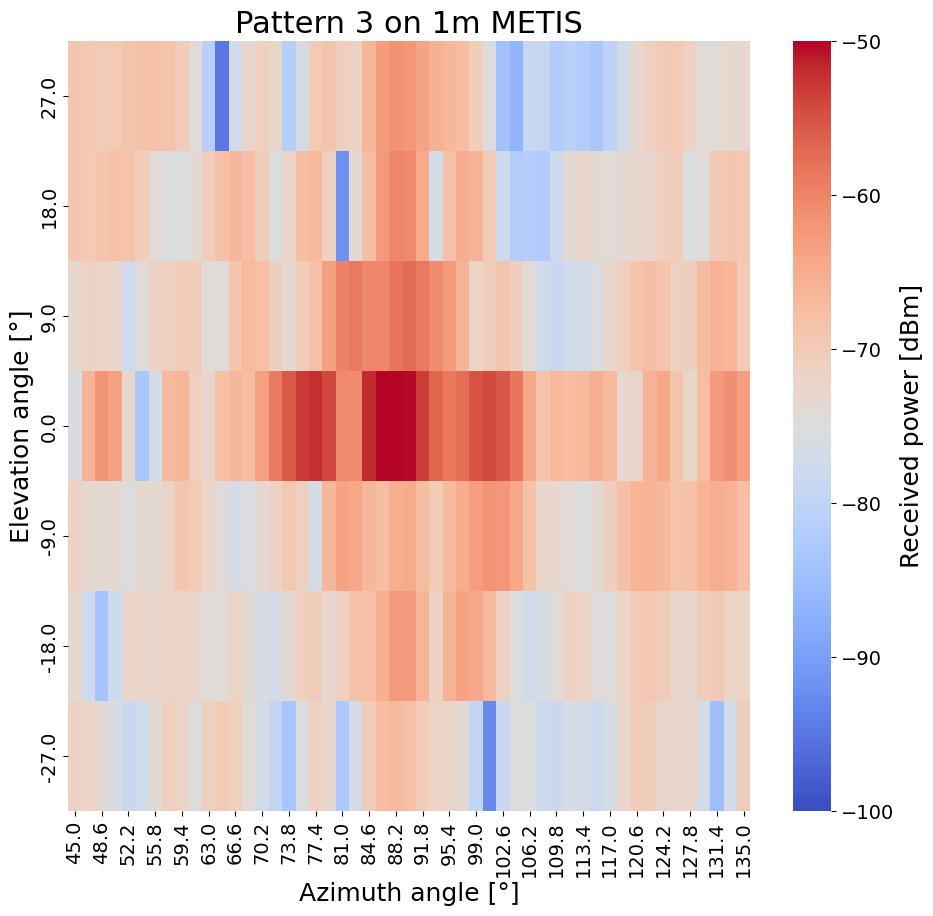 Pattern 3 on 1m METIS
Elevation angle [°]
27.0
18.0
9.0
0.0
-9.0
-18.0
-27.0
45.0 48.6 52.2 55.8 59.4 63.0 66.6 70.2 73.8 77.4 81.0 84.6 88.2 91.8 95.4 99.0 102.6 106.2 109.8 113.4 117.0 120.6 124.2 127.8 131.4 135.0
Azimuth angle [°]
−50
−60
−70
−80
−90
−100
Received power [dBm]